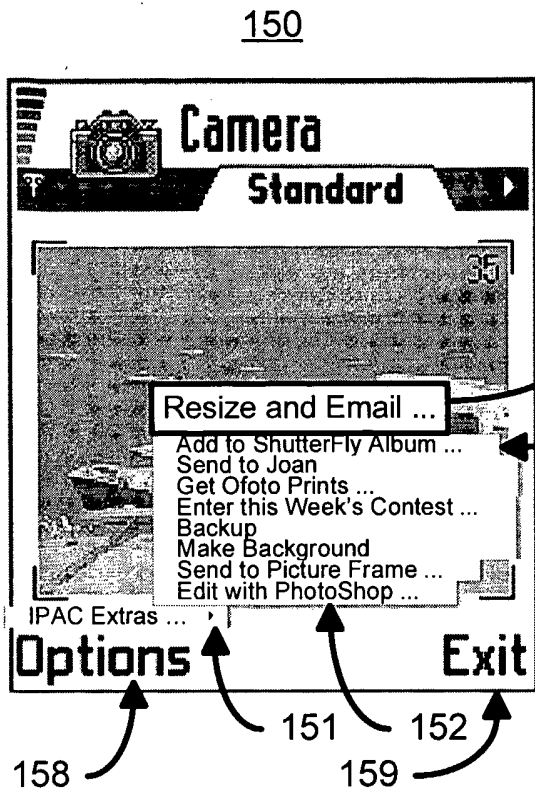 150
Camera
Standard
35
Resize and Email ...
Add to ShutterFly Album ...
Send to Joan
Get Ofoto Prints ...
Enter this Week's Contest ...
Backup
Make Background
Send to Picture Frame ...
Edit with PhotoShop ...
IPAC Extras ...
Options
Exit
151
152
158
159